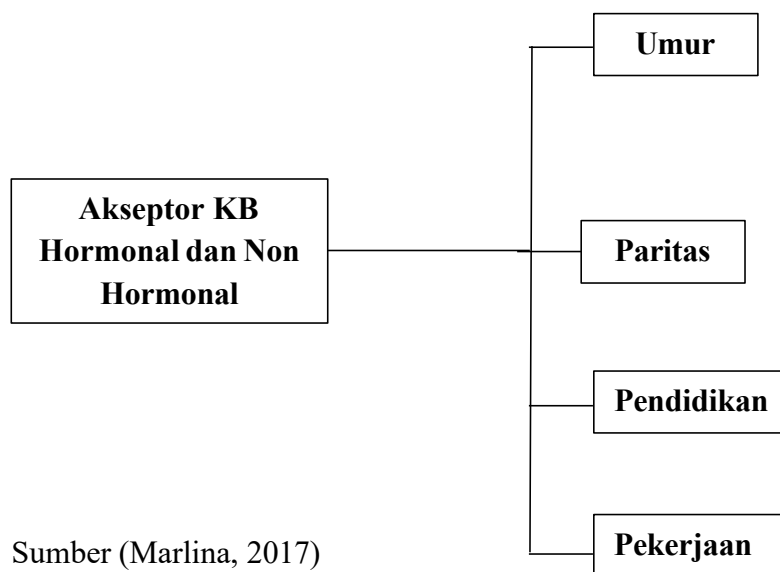 Umur
Akseptor KB
Hormonal dan Non
Hormonal
Paritas
Pendidikan
Pekerjaan
Sumber (Marlina, 2017)